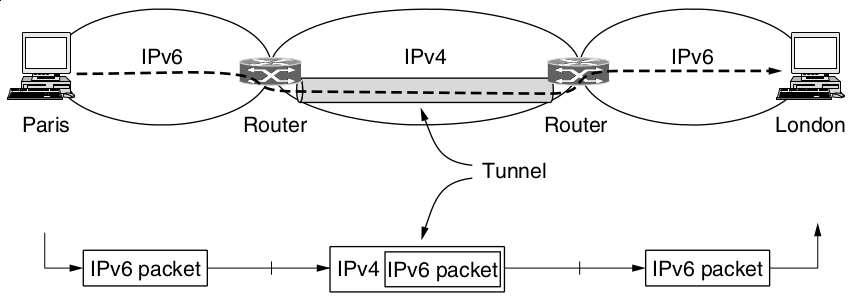 IPv6
IPv4
IPv6
Paris
Router
Router
London
Tunnel
IPv6 packet
IPv4
IPv6 packet
IPv6 packet